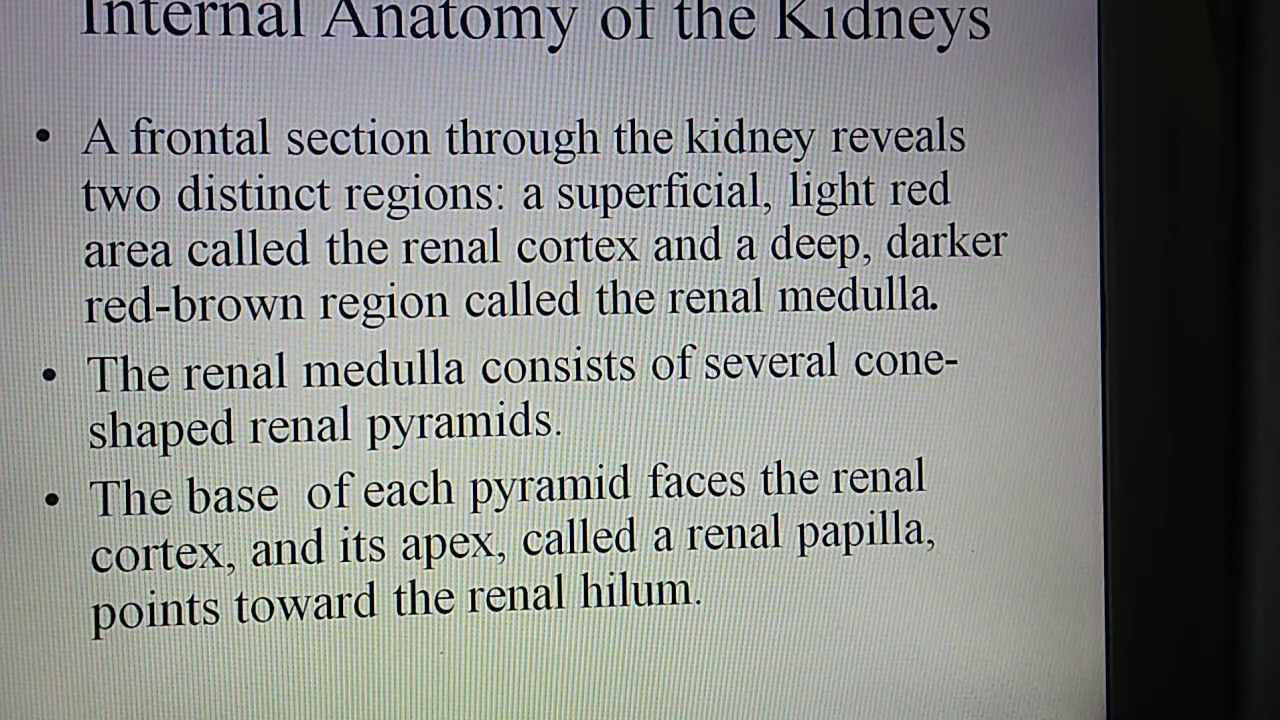 Internal Anatomy of the Kidneys
• A frontal section through the kidney reveals
two distinct regions: a superficial, light red
area called the renal cortex and a deep, darker
red-brown region called the renal medulla.
• The renal medulla consists of several cone-
shaped renal pyramids.
• The base of each pyramid faces the renal
cortex, and its apex, called a renal papilla,
points toward the renal hilum.